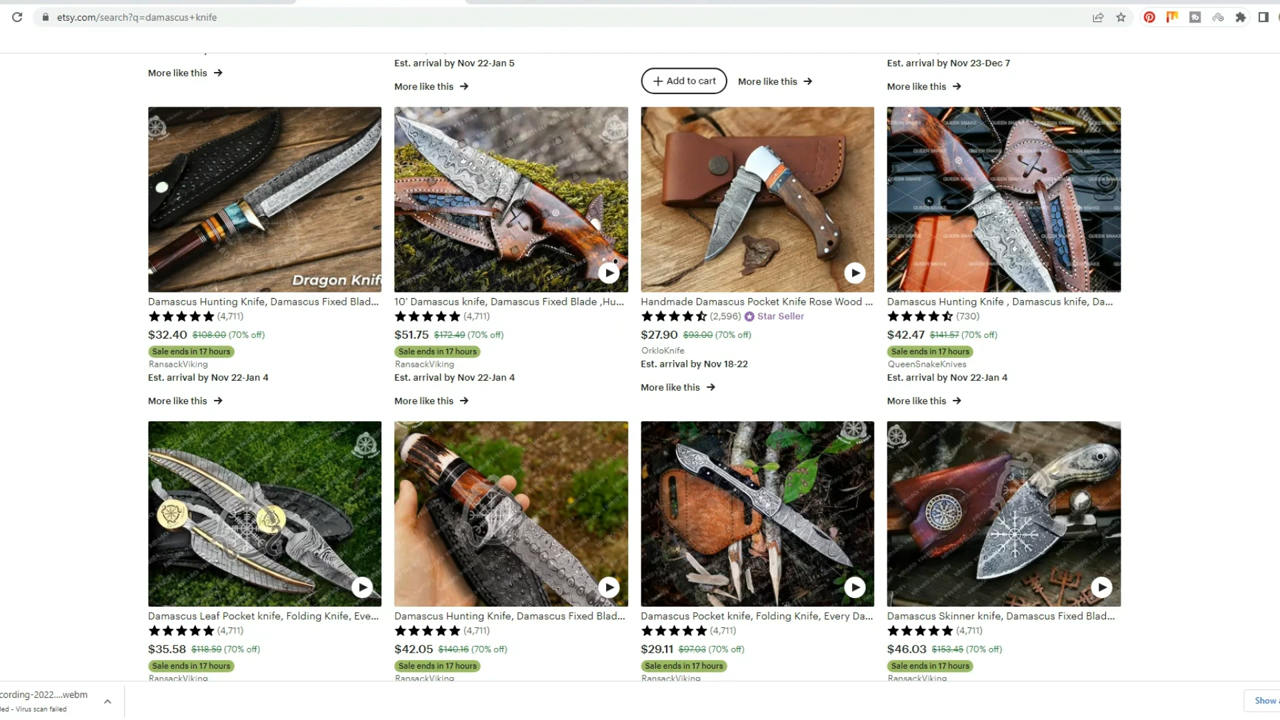 etsy.com/search?q=damascus+knife
More like this →
Est. arrival by Nov 22-Jan 5
More like this →
+ Add to cart
More like this →
Est. arrival by Nov 23-Dec 7
More like this →
Dragon Knif
QUEEN SNAKE
Damascus Hunting Knife, Damascus Fixed Blad...
(4,711)
$32.40 $108.00 (70% off)
Sale ends in 17 hours
RansackViking
Est. arrival by Nov 22-Jan 4
More like this →
10' Damascus knife, Damascus Fixed Blade ,Hu...
(4,711)
$51.75 $172.49 (70% off)
Sale ends in 17 hours
RansackViking
Est. arrival by Nov 22-Jan 4
More like this →
Handmade Damascus Pocket Knife Rose Wood ...
(2,596) Star Seller
$27.90 $93.00 (70% off)
OrkloKnife
Est. arrival by Nov 18-22
More like this →
Damascus Hunting Knife , Damascus knife, Da...
(730)
$42.47 $141.57 (70% off)
Sale ends in 17 hours
QueenSnakeKnives
Est. arrival by Nov 22-Jan 4
More like this →
Damascus Leaf Pocket knife, Folding Knife, Eve...
(4,711)
$35.58 $118.59 (70% off)
Sale ends in 17 hours
RansackViking
Damascus Hunting Knife, Damascus Fixed Blad...
(4,711)
$42.05 $140.16 (70% off)
Sale ends in 17 hours
RansackViking
Damascus Pocket knife, Folding Knife, Every Da...
(4,711)
$29.11 $97.03 (70% off)
Sale ends in 17 hours
RansackViking
Damascus Skinner knife, Damascus Fixed Blad...
(4,711)
$46.03 $153.45 (70% off)
Sale ends in 17 hours
RansackViking
cording-2022....webm
led - Virus scan failed
Show a